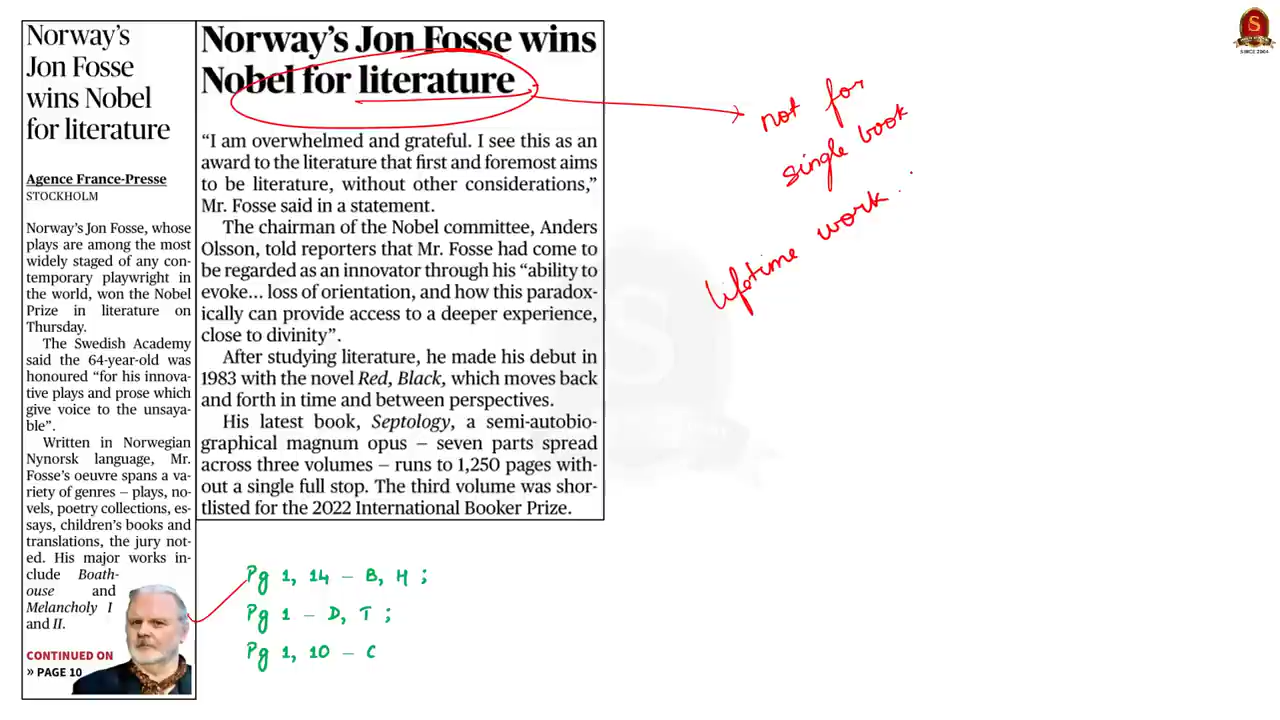 Norway's
Jon Fosse
wins Nobel
for literature
Agence France-Presse
STOCKHOLM
Norway's Jon Fosse, whose
plays are among the most
widely staged of any con-
temporary playwright in
the world, won the Nobel
Prize in literature on
Thursday.
The Swedish Academy
said the 64-year-old was
honoured "for his innova-
tive plays and prose which
give voice to the unsaya-
ble".
Written in Norwegian
Nynorsk language, Mr.
Fosse's oeuvre spans a va-
riety of genres – plays, no-
vels, poetry collections, es-
says, children's books and
translations, the jury not-
ed. His major works in-
clude Boath-
ouse and
Melancholy I
and II.
CONTINUED ON
» PAGE 10
Norway's Jon Fosse wins
Nobel for literature
"I am overwhelmed and grateful. I see this as an
award to the literature that first and foremost aims
to be literature, without other considerations,"
Mr. Fosse said in a statement.
The chairman of the Nobel committee, Anders
Olsson, told reporters that Mr. Fosse had come to
be regarded as an innovator through his "ability to
evoke... loss of orientation, and how this paradox-
ically can provide access to a deeper experience,
close to divinity".
After studying literature, he made his debut in
1983 with the novel Red, Black, which moves back
and forth in time and between perspectives.
His latest book, Septology, a semi-autobio-
graphical magnum opus – seven parts spread
across three volumes – runs to 1,250 pages with-
out a single full stop. The third volume was shor-
tlisted for the 2022 International Booker Prize.
not for
single book
lifetime work.
Pg 1, 14 – B, H ;
Pg 1 – D, T ;
Pg 1, 10 – C
S
SINCE 2004